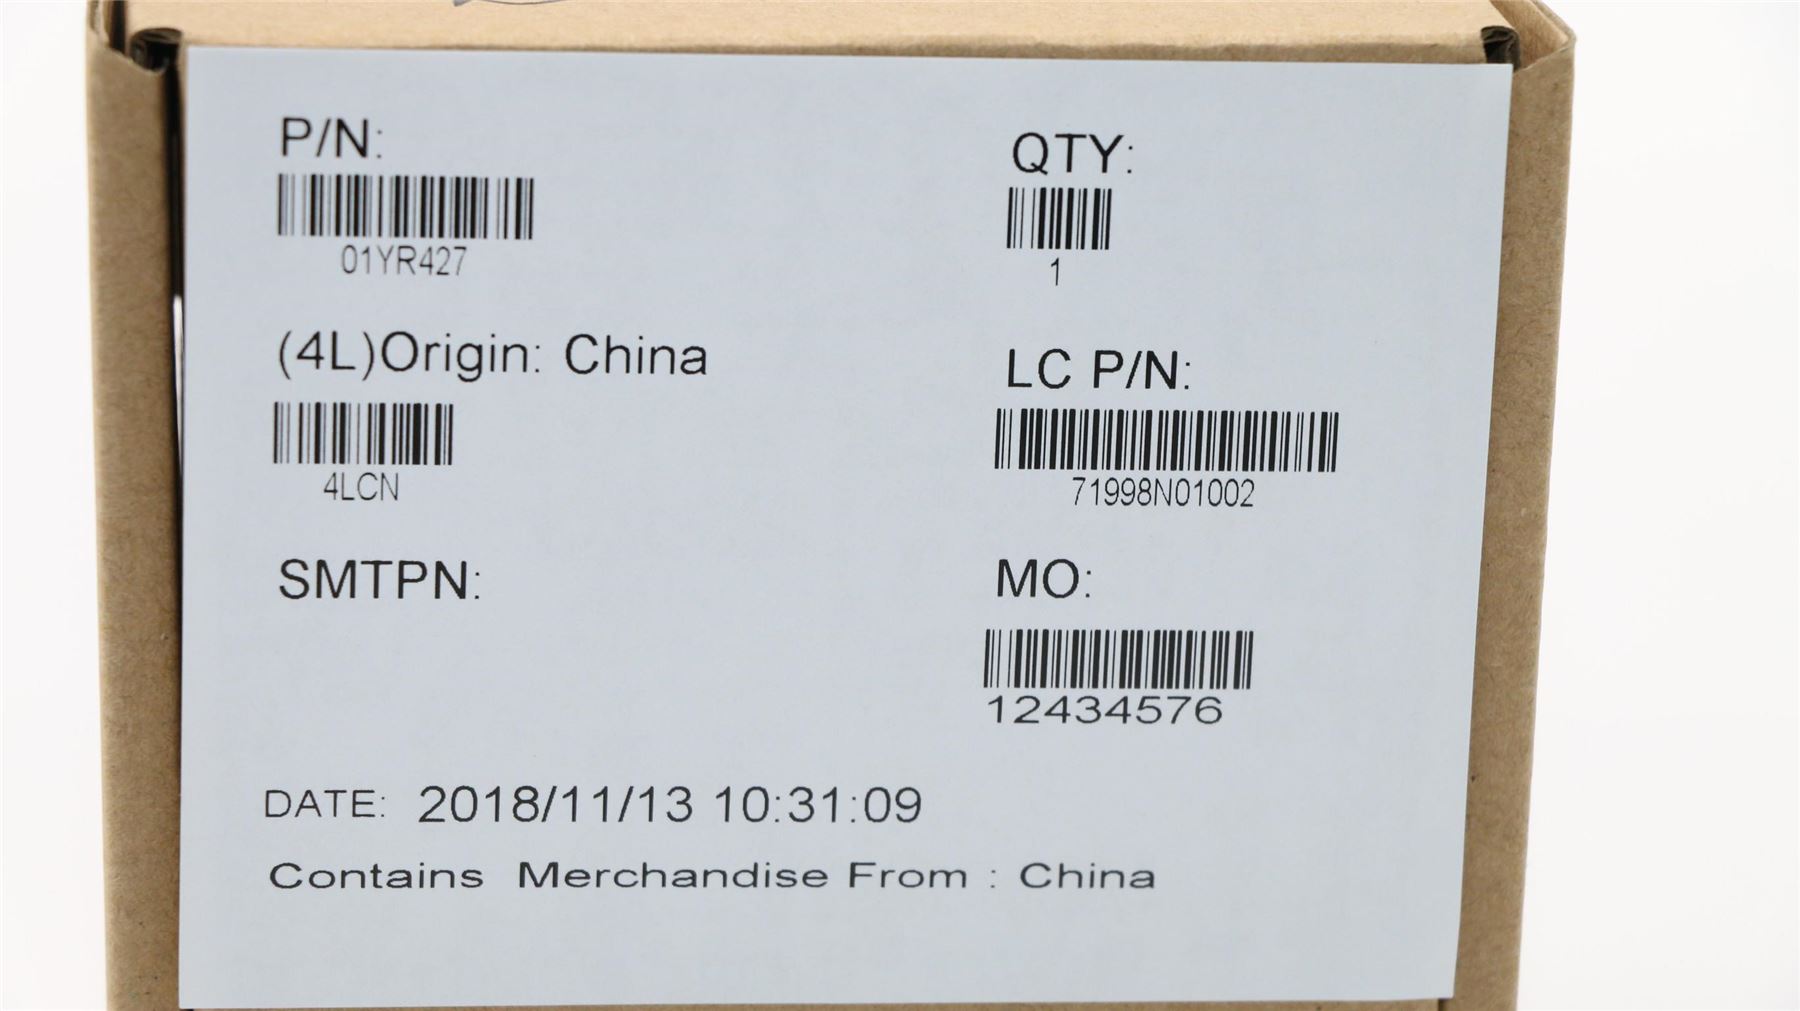 P/N:
01YR427
QTY:
1
(4L)Origin: China
4LCN
LC P/N:
71998N01002
SMTPN:
MO:
12434576
DATE: 2018/11/13 10:31:09
Contains Merchandise From : China